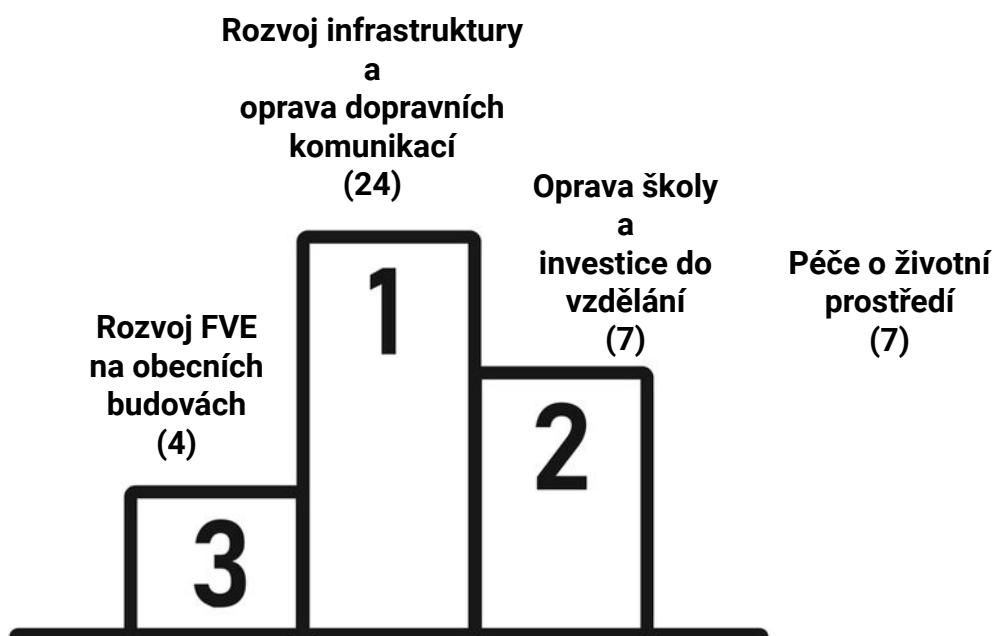 Rozvoj infrastruktury
a
oprava dopravních
komunikací
(24)
Oprava školy
a
investice do
vzdělání
(7)
Péče o životní
prostředí
(7)
Rozvoj FVE
na obecních
budovách
(4)
1
2
3